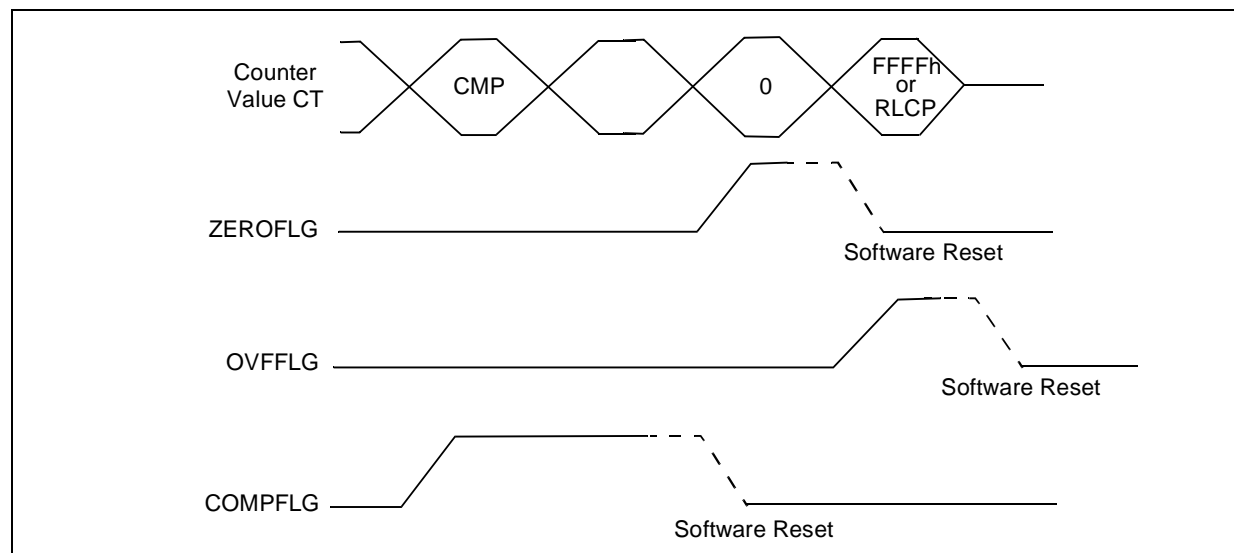 Counter
Value CT
CMP
0
FFFFh
or
RLCP
ZEROFLG
Software Reset
OVFFLG
Software Reset
COMPFLG
Software Reset